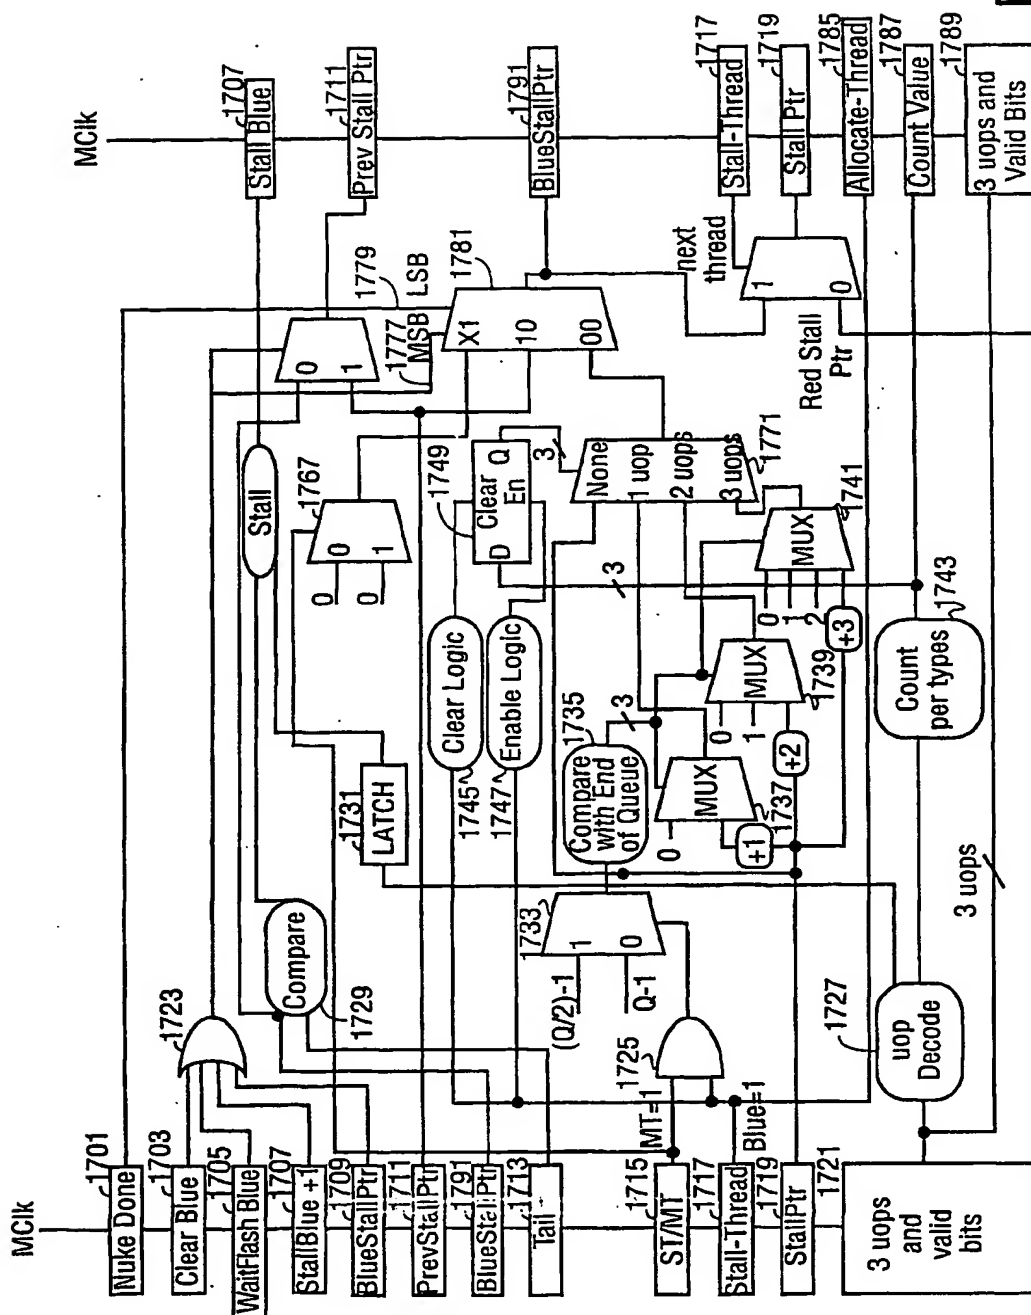 MClk
1701
Nuke Done
1703
Clear Blue
1705
WaitFlash Blue
1707
StallBlue +1
1709
BlueStallPtr
1711
PrevStallPtr
1791
BlueStallPtr
1713
Tail
1715
ST/MT
MT=1
1717
Stall-Thread
Blue=1
1719
StallPtr
1721
3 uops
and
valid
bits
1723
Compare
1729
1725
(Q/2)-1
Q-1
1
0
1733
1727
uop
Decode
3 uops
1731
LATCH
1745
Clear Logic
1747
Enable Logic
1735
Compare
with End
of Queue
3
0
MUX
+1
1737
0
1
MUX
+2
1739
0
1
2
+3
MUX
1741
Count
per types
1743
3
Stall
1767
0
0
0
1
1749
D
Clear
En
Q
3
None
1 uop
2 uops
3 uops
1771
0
1
1777
MSB
1779
LSB
X1
10
00
1781
next
thread
1
0
Red Stall
Ptr
MClk
1707
Stall Blue
1711
Prev Stall Ptr
1791
BlueStallPtr
1717
Stall-Thread
1719
Stall Ptr
1785
Allocate-Thread
1787
Count Value
1789
3 uops and
Valid Bits